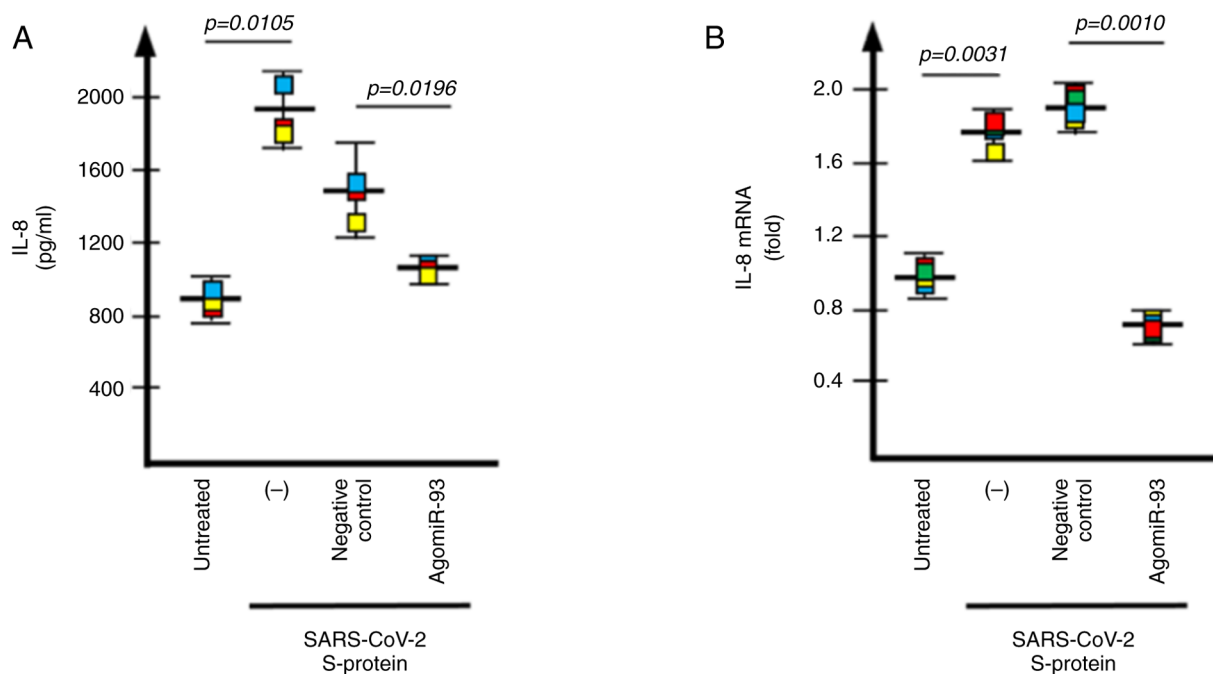 A
p=0.0105
p=0.0196
2000
1600
1200
800
400
IL-8
(pg/ml)
Untreated
(–)
Negative
control
AgomiR-93
SARS-CoV-2
S-protein
B
p=0.0010
p=0.0031
2.0
1.6
1.2
0.8
0.4
IL-8 mRNA
(fold)
Untreated
(–)
Negative
control
AgomiR-93
SARS-CoV-2
S-protein